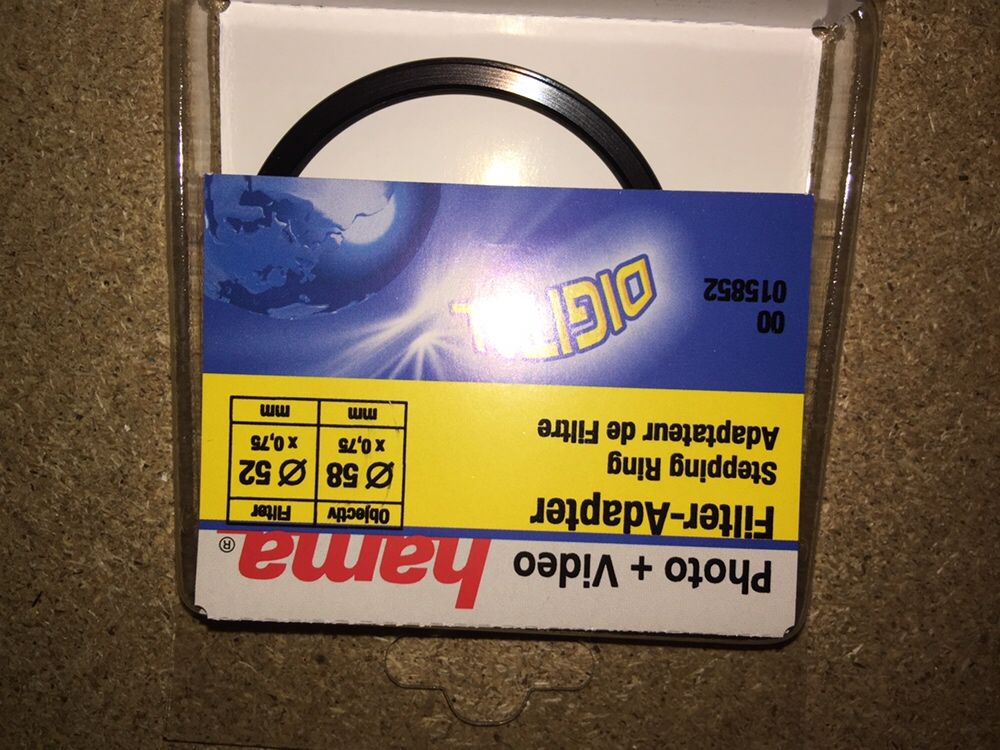 Photo + Video
hama®
Filter-Adapter
Stepping Ring
Adaptateur de Filtre
Objectiv
Filter
Ø 58
x 0,75
mm
Ø 52
x 0,75
mm
00
015852
DIGITAL